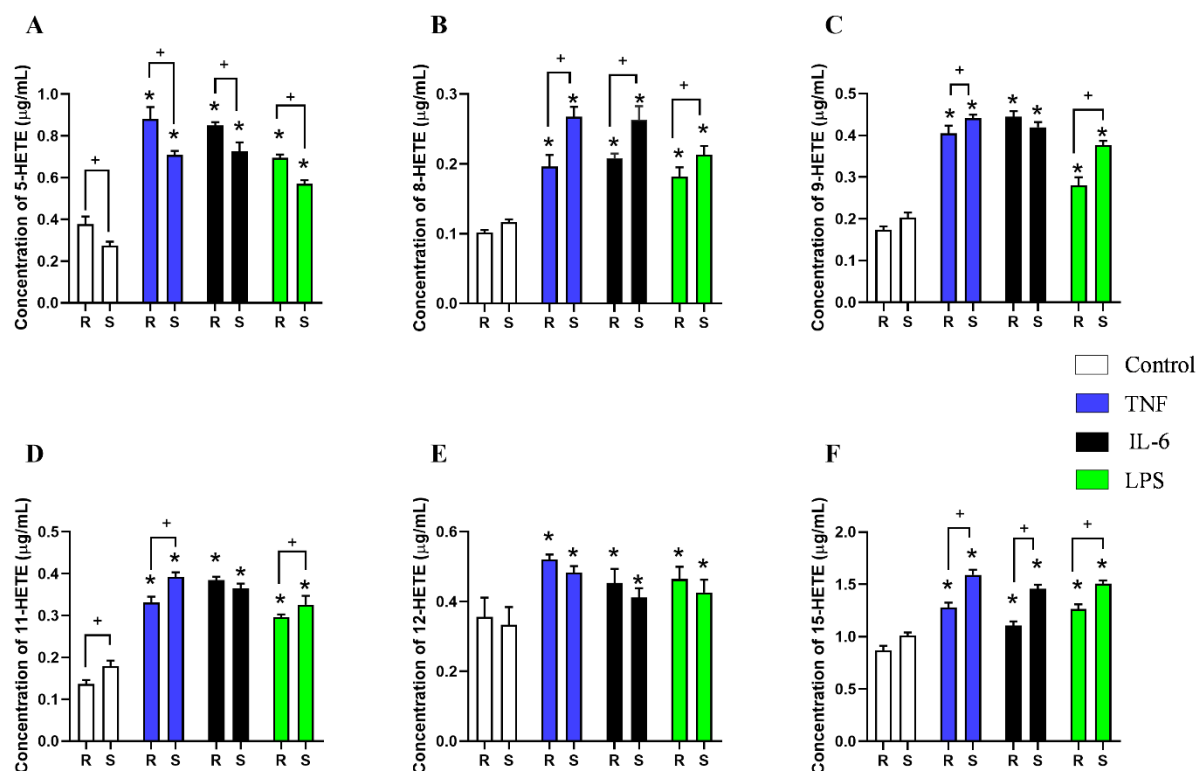 A
B
C
+
+
+
+
+
+
+
+
+
* * * * * *
* * * * * *
* * * * * *
Concentration of 5-HETE (μg/mL)
1.0
0.8
0.6
0.4
0.2
0.0
R S R S R S R S
Concentration of 8-HETE (μg/mL)
0.3
0.2
0.1
0.0
R S R S R S R S
Concentration of 9-HETE (μg/mL)
0.5
0.4
0.3
0.2
0.1
0.0
R S R S R S R S
Control
TNF
IL-6
LPS
D
E
F
+
+
+
+
+
+
* * * * * *
* * * * * *
* * * * * *
Concentration of 11-HETE (μg/mL)
0.5
0.4
0.3
0.2
0.1
0.0
R S R S R S R S
Concentration of 12-HETE (μg/mL)
0.6
0.4
0.2
0.0
R S R S R S R S
Concentration of 15-HETE (μg/mL)
2.0
1.5
1.0
0.5
0.0
R S R S R S R S